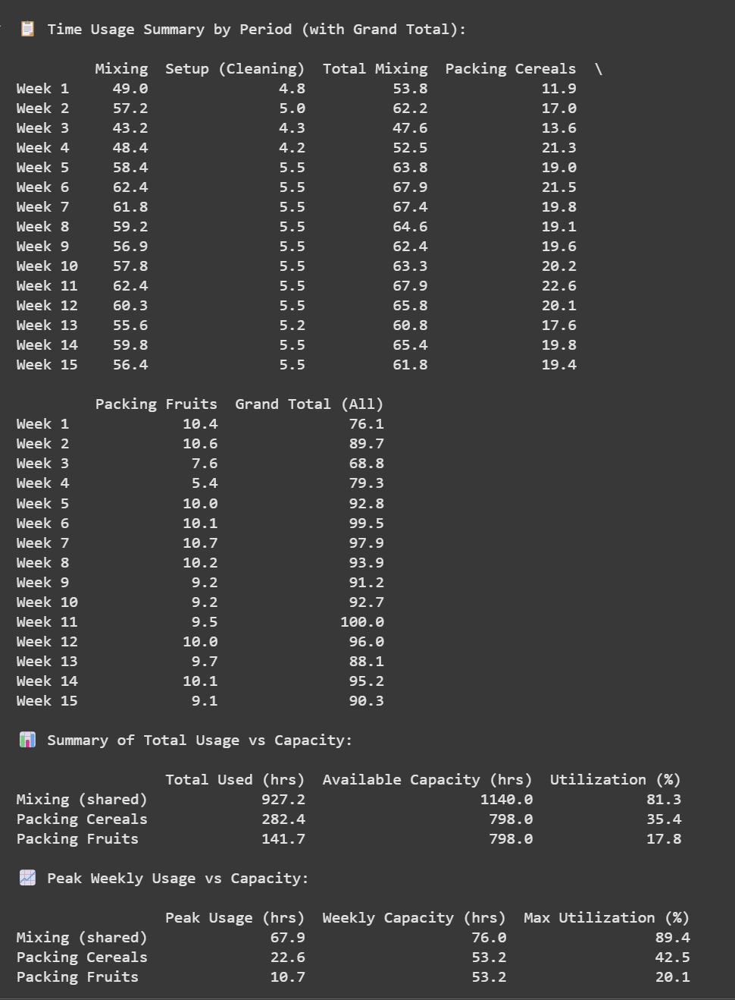 📋 Time Usage Summary by Period (with Grand Total):
Mixing  Setup (Cleaning)  Total Mixing  Packing Cereals  \
Week 1  49.0  4.8  53.8  11.9
Week 2  57.2  5.0  62.2  17.0
Week 3  43.2  4.3  47.6  13.6
Week 4  48.4  4.2  52.5  21.3
Week 5  58.4  5.5  63.8  19.0
Week 6  62.4  5.5  67.9  21.5
Week 7  61.8  5.5  67.4  19.8
Week 8  59.2  5.5  64.6  19.1
Week 9  56.9  5.5  62.4  19.6
Week 10  57.8  5.5  63.3  20.2
Week 11  62.4  5.5  67.9  22.6
Week 12  60.3  5.5  65.8  20.1
Week 13  55.6  5.2  60.8  17.6
Week 14  59.8  5.5  65.4  19.8
Week 15  56.4  5.5  61.8  19.4
Packing Fruits  Grand Total (All)
Week 1  10.4  76.1
Week 2  10.6  89.7
Week 3  7.6  68.8
Week 4  5.4  79.3
Week 5  10.0  92.8
Week 6  10.1  99.5
Week 7  10.7  97.9
Week 8  10.2  93.9
Week 9  9.2  91.2
Week 10  9.2  92.7
Week 11  9.5  100.0
Week 12  10.0  96.0
Week 13  9.7  88.1
Week 14  10.1  95.2
Week 15  9.1  90.3
📊 Summary of Total Usage vs Capacity:
Total Used (hrs)  Available Capacity (hrs)  Utilization (%)
Mixing (shared)  927.2  1140.0  81.3
Packing Cereals  282.4  798.0  35.4
Packing Fruits  141.7  798.0  17.8
📈 Peak Weekly Usage vs Capacity:
Peak Usage (hrs)  Weekly Capacity (hrs)  Max Utilization (%)
Mixing (shared)  67.9  76.0  89.4
Packing Cereals  22.6  53.2  42.5
Packing Fruits  10.7  53.2  20.1